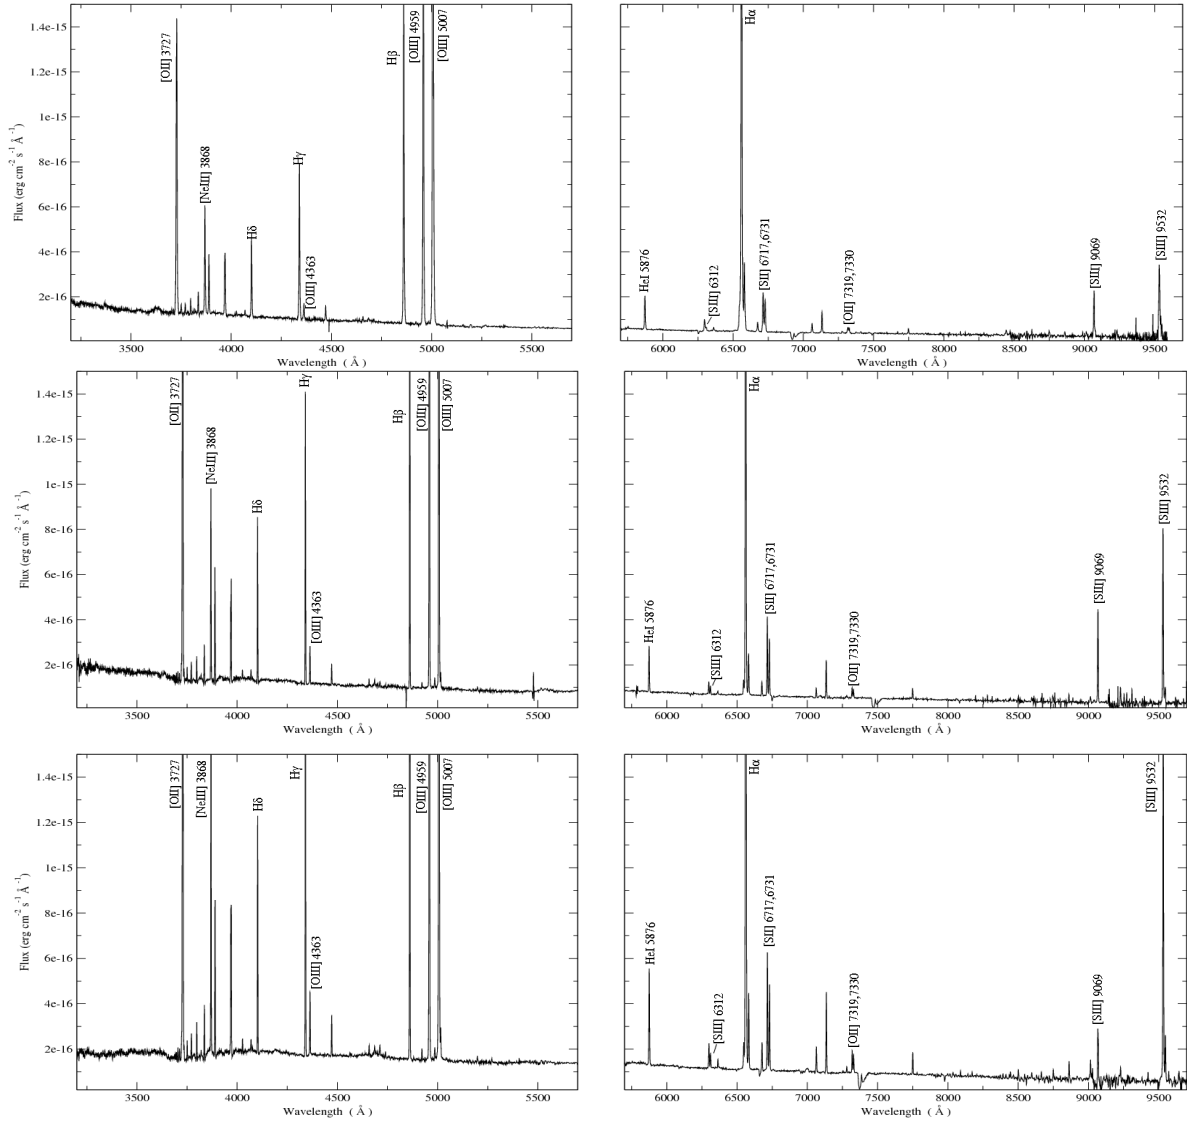 1.4e-15
1.2e-15
1e-15
8e-16
6e-16
4e-16
2e-16
Flux (erg cm⁻² s⁻¹ Å⁻¹)
[OII] 3727
[NeIII] 3868
Hδ
Hγ
[OIII] 4363
Hβ
[OIII] 4959
[OIII] 5007
3500 4000 4500 5000 5500
Wavelength ( Å )
HeI 5876
[SIII] 6312
Hα
[SII] 6717,6731
[OII] 7319,7330
[SIII] 9069
[SIII] 9532
6000 6500 7000 7500 8000 8500 9000 9500
Wavelength ( Å )
1.4e-15
1.2e-15
1e-15
8e-16
6e-16
4e-16
2e-16
Flux (erg cm⁻² s⁻¹ Å⁻¹)
[OII] 3727
[NeIII] 3868
Hδ
Hγ
[OIII] 4363
Hβ
[OIII] 4959
[OIII] 5007
3500 4000 4500 5000 5500
Wavelength ( Å )
HeI 5876
[SIII] 6312
Hα
[SII] 6717,6731
[OII] 7319,7330
[SIII] 9069
[SIII] 9532
6000 6500 7000 7500 8000 8500 9000 9500
Wavelength ( Å )
1.4e-15
1.2e-15
1e-15
8e-16
6e-16
4e-16
2e-16
Flux (erg cm⁻² s⁻¹ Å⁻¹)
[OII] 3727
[NeIII] 3868
Hδ
Hγ
[OIII] 4363
Hβ
[OIII] 4959
[OIII] 5007
3500 4000 4500 5000 5500
Wavelength ( Å )
HeI 5876
[SIII] 6312
Hα
[SII] 6717,6731
[OII] 7319,7330
[SIII] 9069
[SIII] 9532
6000 6500 7000 7500 8000 8500 9000 9500
Wavelength ( Å )